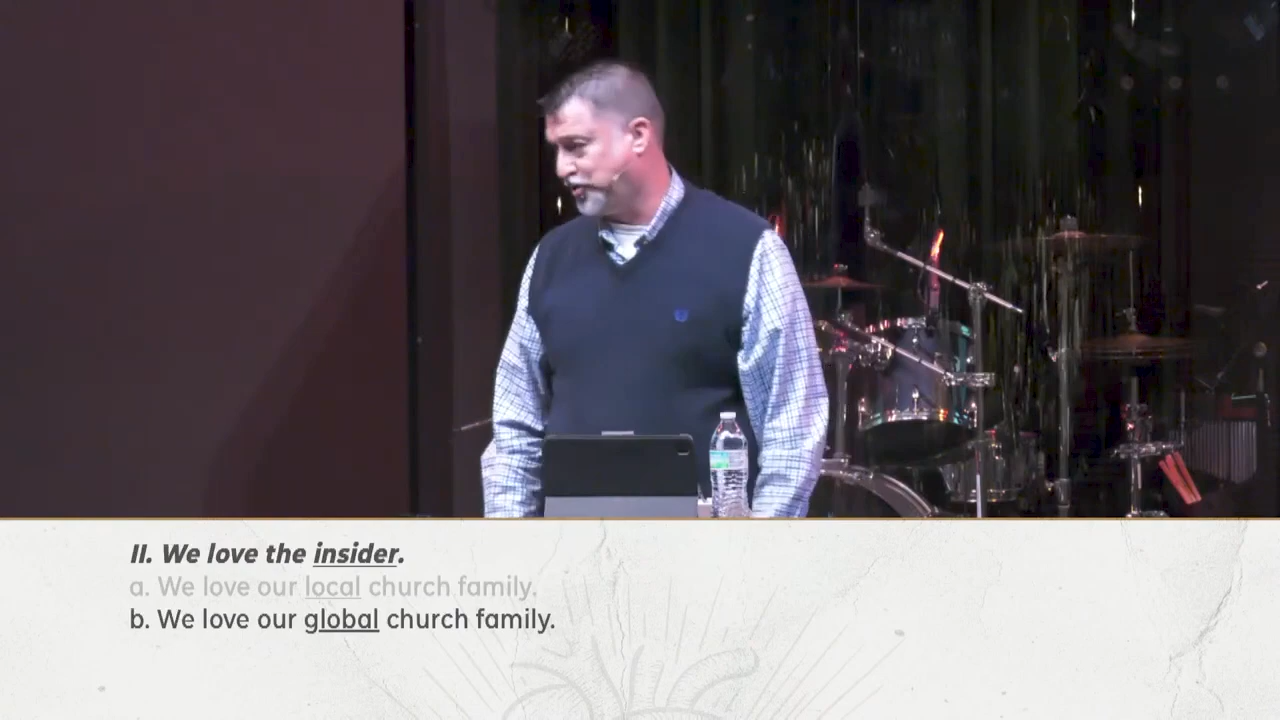 II. We love the insider.
a. We love our local church family.
b. We love our global church family.